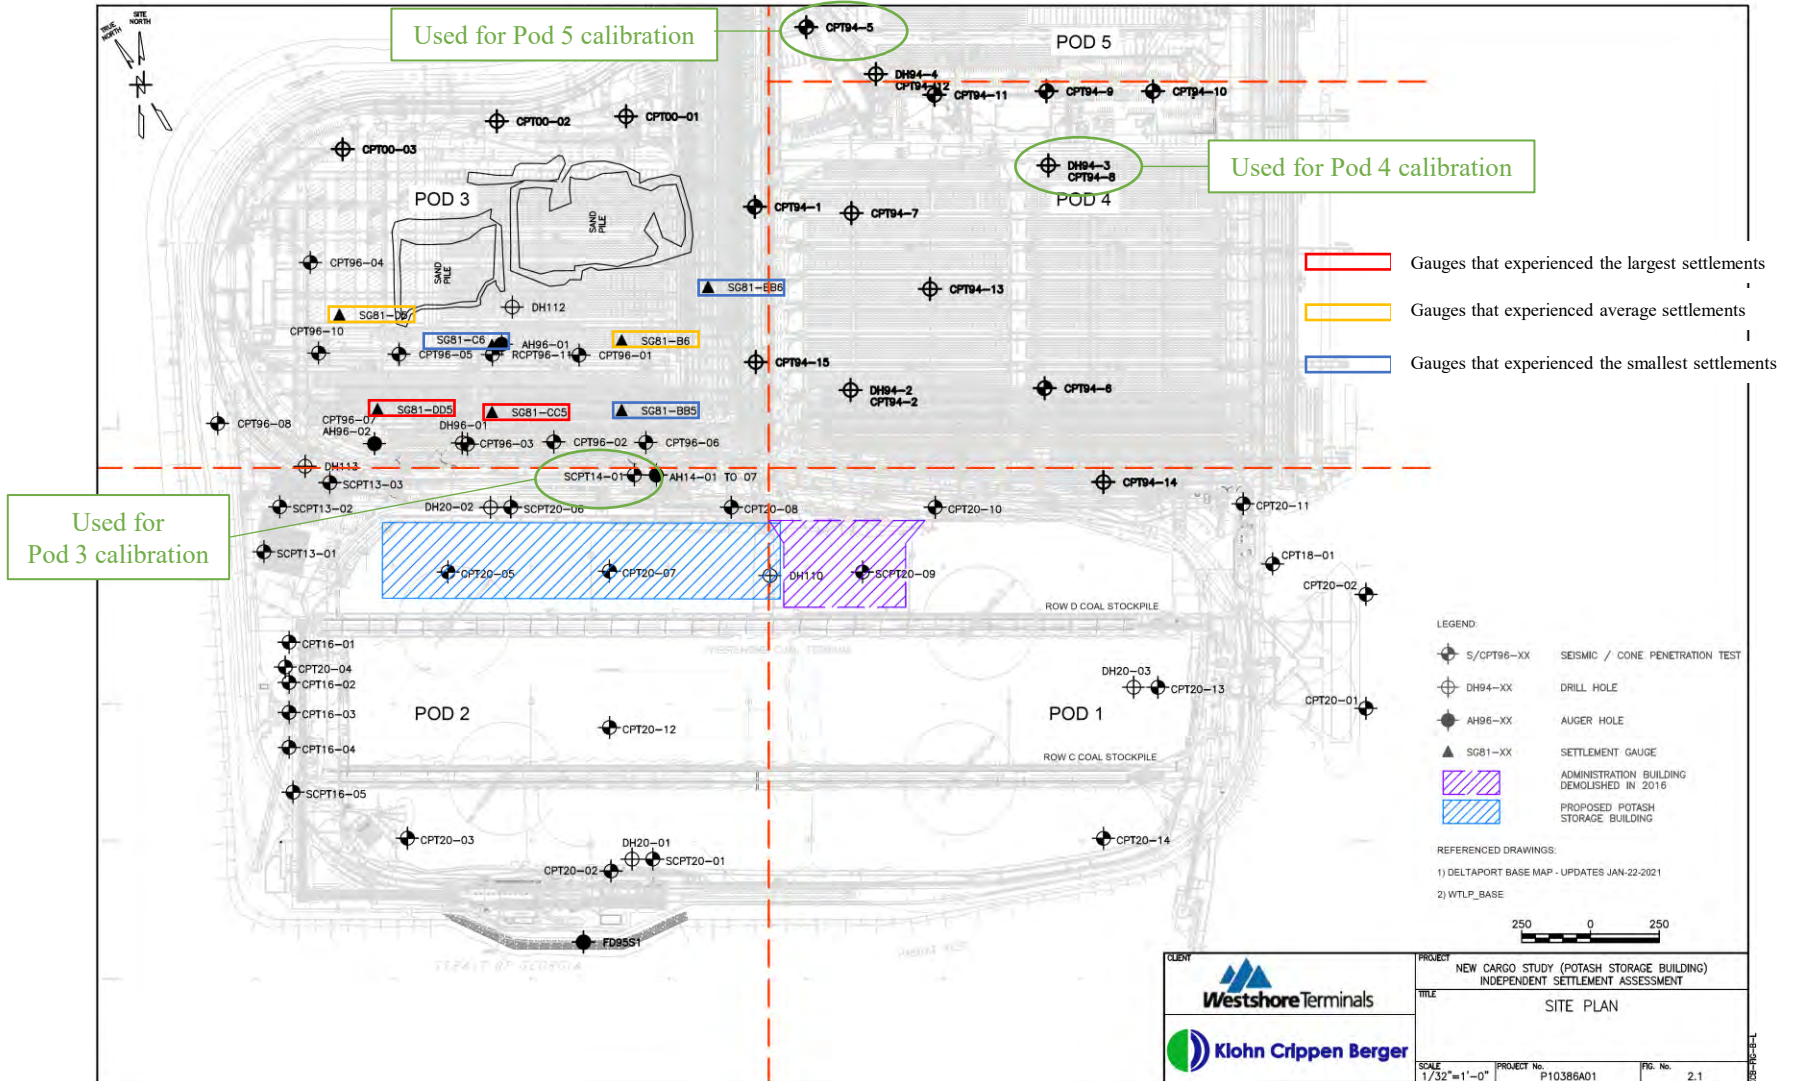 TRUE NORTH
SITE NORTH
Used for Pod 5 calibration
CPT94-5
POD 5
DH94-4
CPT94-12
CPT94-11
CPT94-9
CPT94-10
CPT00-02
CPT00-01
CPT00-03
DH94-3
CPT94-8
Used for Pod 4 calibration
POD 3
POD 4
SAND PILE
SAND PILE
CPT94-1
CPT94-7
CPT96-04
SG81-BB6
CPT94-13
Gauges that experienced the largest settlements
Gauges that experienced average settlements
Gauges that experienced the smallest settlements
SG81-D6
DH112
CPT96-10
SG81-C6
AH96-01
SG81-B6
CPT96-05
RCPT96-11
CPT96-01
CPT94-15
DH94-2
CPT94-2
CPT94-6
SG81-DD5
SG81-CC5
SG81-BB5
CPT96-08
CPT96-07
AH96-02
DH96-01
CPT96-03
CPT96-02
CPT96-06
DH113
SCPT13-03
SCPT14-01
AH14-01 TO 07
CPT94-14
Used for
Pod 3 calibration
SCPT13-02
DH20-02
SCPT20-06
CPT20-08
CPT20-10
CPT20-11
SCPT13-01
CPT20-05
CPT20-07
DH110
SCPT20-09
CPT18-01
CPT20-02
ROW D COAL STOCKPILE
CPT16-01
CPT20-04
CPT16-02
CPT16-03
CPT16-04
SCPT16-05
DH20-03
CPT20-13
CPT20-01
POD 2
CPT20-12
POD 1
ROW C COAL STOCKPILE
CPT20-03
DH20-01
CPT20-02
SCPT20-01
CPT20-14
FD95S1
STRAIT OF GEORGIA
LEGEND:
S/CPT96-XX SEISMIC / CONE PENETRATION TEST
DH94-XX DRILL HOLE
AH96-XX AUGER HOLE
SG81-XX SETTLEMENT GAUGE
ADMINISTRATION BUILDING
DEMOLISHED IN 2016
PROPOSED POTASH
STORAGE BUILDING
REFERENCED DRAWINGS:
1) DELTAPORT BASE MAP - UPDATES JAN-22-2021
2) WTLP_BASE
250 0 250
CLIENT
Westshore Terminals
Klohn Crippen Berger
PROJECT
NEW CARGO STUDY (POTASH STORAGE BUILDING)
INDEPENDENT SETTLEMENT ASSESSMENT
TITLE
SITE PLAN
SCALE
1/32"=1'-0"
PROJECT No.
P10386A01
FIG. No.
2.1